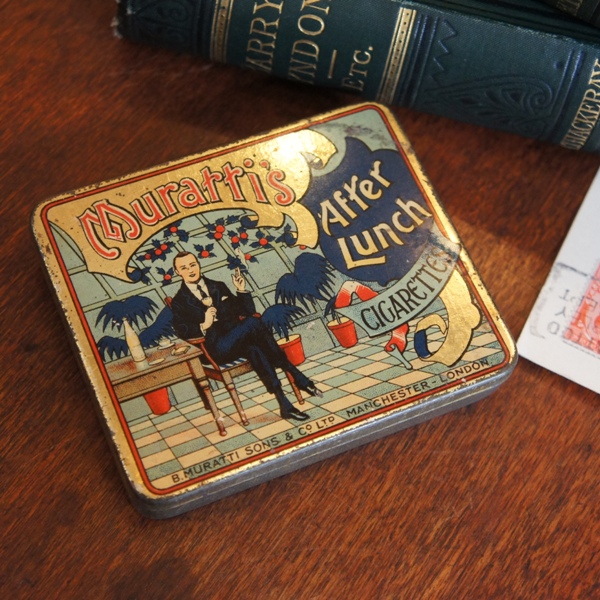 ARRY
NDON
ETC.
THACKERAY
Muratti's
After
Lunch
CIGARETTES
B. MURATTI SONS & Co LTD MANCHESTER - LONDON